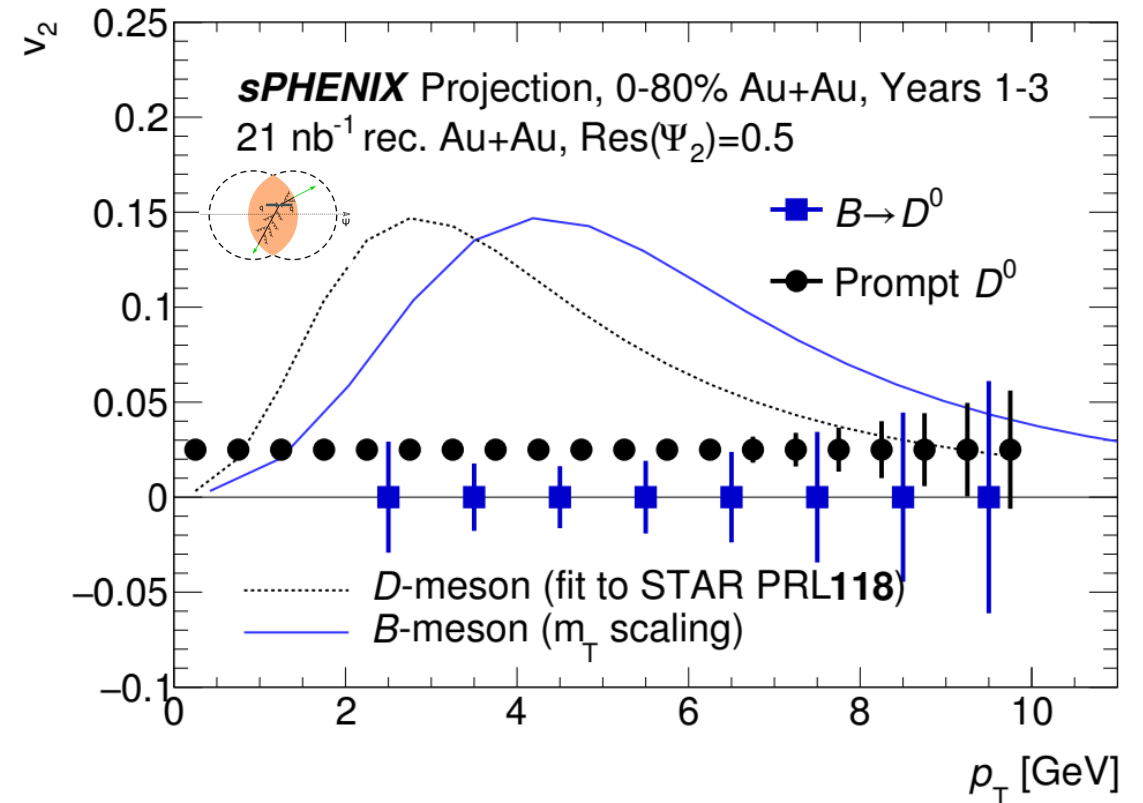 v₂
0.25
0.2
0.15
0.1
0.05
0
−0.05
−0.1
sPHENIX Projection, 0-80% Au+Au, Years 1-3
21 nb⁻¹ rec. Au+Au, Res(Ψ₂)=0.5
q q Ψ
B→D⁰
Prompt D⁰
D-meson (fit to STAR PRL118)
B-meson (m_T scaling)
0 2 4 6 8 10
p_T [GeV]